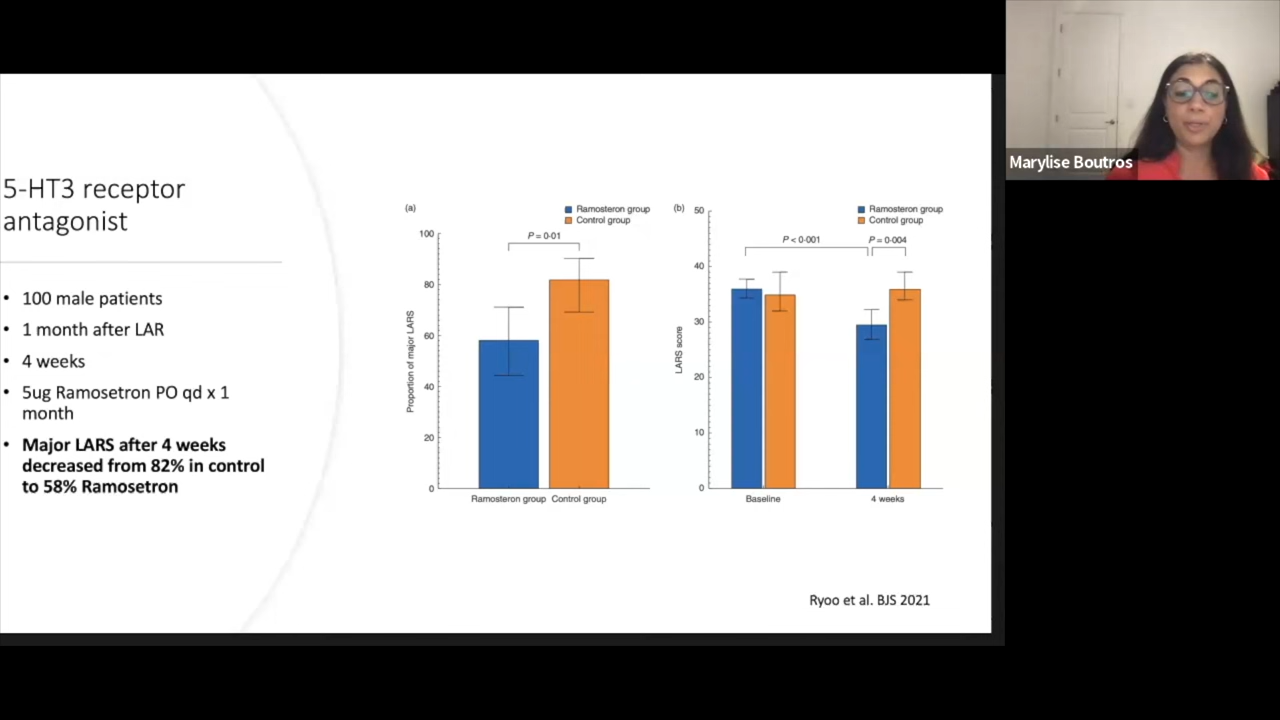 5-HT3 receptor
antagonist
• 100 male patients
• 1 month after LAR
• 4 weeks
• 5ug Ramosetron PO qd x 1
month
• Major LARS after 4 weeks
decreased from 82% in control
to 58% Ramosetron
(a)
Ramosteron group
Control group
P = 0·01
100
80
60
40
20
0
Proportion of major LARS
Ramosteron group
Control group
(b)
Ramosteron group
Control group
P < 0·001
P = 0·004
50
40
30
20
10
0
LARS score
Baseline
4 weeks
Ryoo et al. BJS 2021
Marylise Boutros